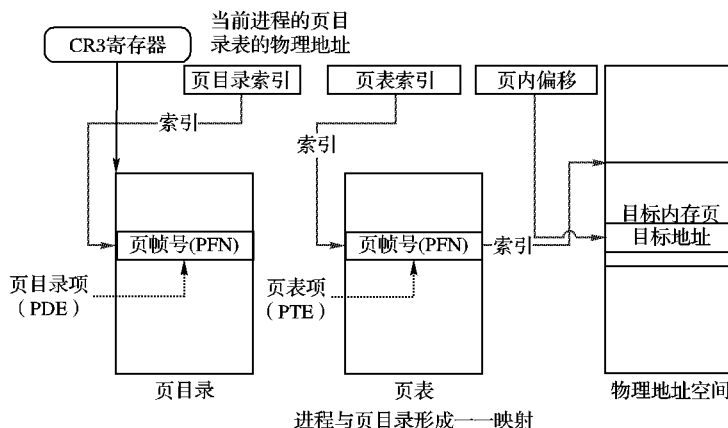 当前进程的页目
录表的物理地址
CR3寄存器
页目录索引
页表索引
页内偏移
索引
索引
目标内存页
页帧号(PFN)
页帧号(PFN)
索引
目标地址
页目录项
(PDE)
页表项
(PTE)
页目录
页表
物理地址空间
进程与页目录形成一一映射